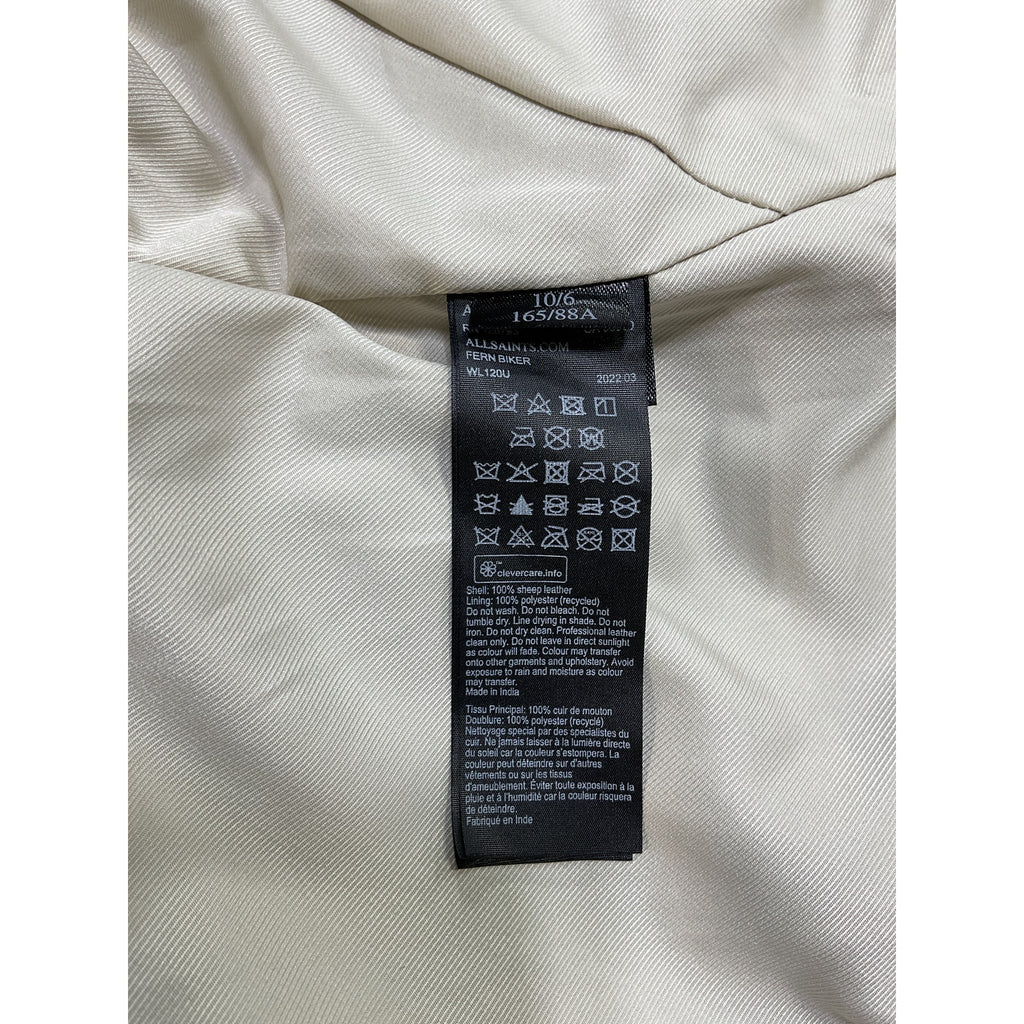 10/6
165/88A
ALLSAINTS.COM
FERN BIKER
WL120U 2022.03
clevercare.info
Shell: 100% sheep leather
Lining: 100% polyester (recycled)
Do not wash. Do not bleach. Do not
tumble dry. Line drying in shade. Do not
iron. Do not dry clean. Professional leather
clean only. Do not leave in direct sunlight
as colour will fade. Colour may transfer
onto other garments and upholstery. Avoid
exposure to rain and moisture as colour
may transfer.
Made in India
Tissu Principal: 100% cuir de mouton
Doublure: 100% polyester (recyclé)
Nettoyage special par des specialistes du
cuir. Ne jamais laisser à la lumière directe
du soleil car la couleur s'estompera. La
couleur peut déteindre sur d'autres
vêtements ou sur les tissus
d'ameublement. Éviter toute exposition à la
pluie et à l'humidité car la couleur risquera
de déteindre.
Fabriqué en Inde